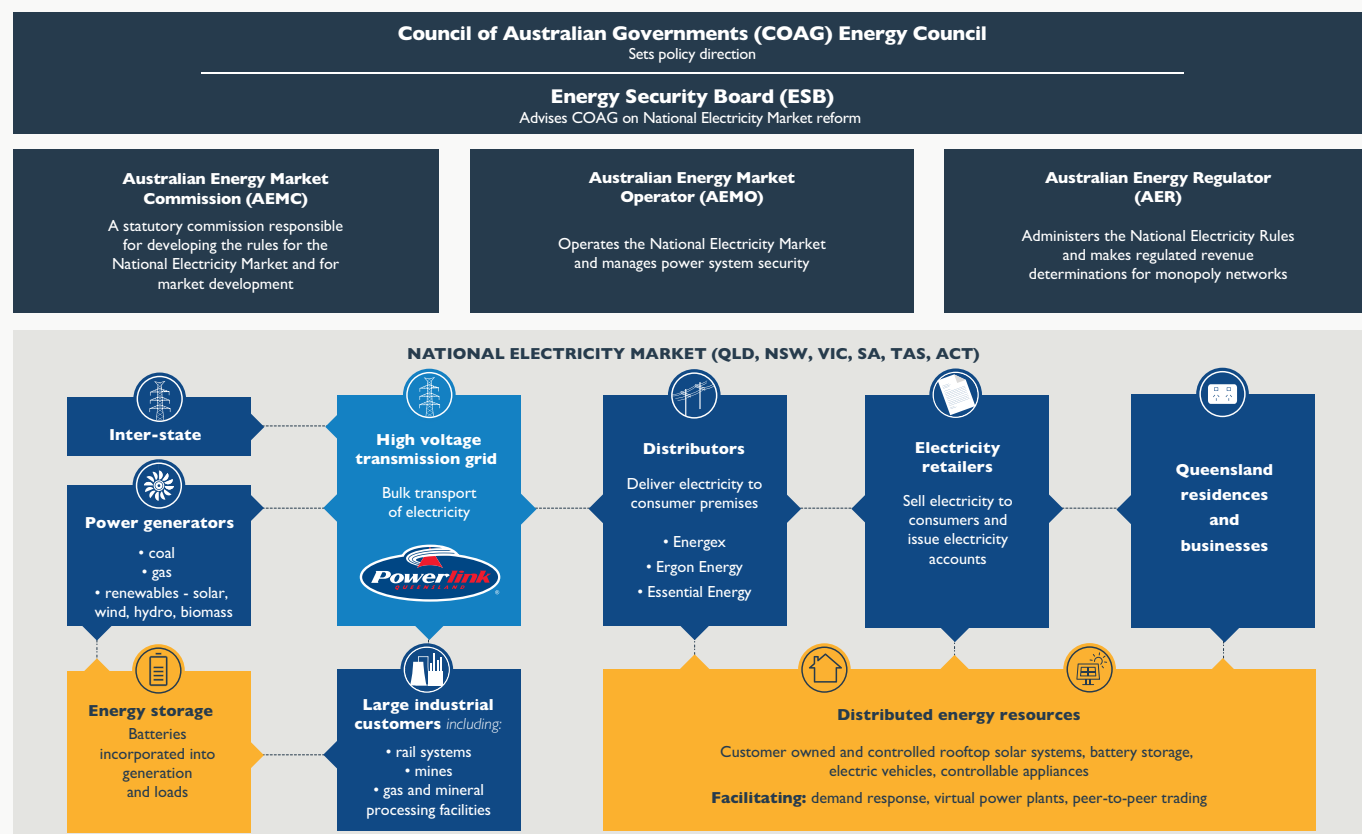 Council of Australian Governments (COAG) Energy Council
Sets policy direction
Energy Security Board (ESB)
Advises COAG on National Electricity Market reform
Australian Energy Market
Commission (AEMC)
A statutory commission responsible
for developing the rules for the
National Electricity Market and for
market development
Australian Energy Market
Operator (AEMO)
Operates the National Electricity Market
and manages power system security
Australian Energy Regulator
(AER)
Administers the National Electricity Rules
and makes regulated revenue
determinations for monopoly networks
NATIONAL ELECTRICITY MARKET (QLD, NSW, VIC, SA, TAS, ACT)
Inter-state
Power generators
• coal
• gas
• renewables - solar,
wind, hydro, biomass
High voltage
transmission grid
Bulk transport
of electricity
Powerlink
QUEENSLAND
®
Distributors
Deliver electricity to
consumer premises
• Energex
• Ergon Energy
• Essential Energy
Electricity
retailers
Sell electricity to
consumers and
issue electricity
accounts
Queensland
residences
and
businesses
Energy storage
Batteries
incorporated into
generation
and loads
Large industrial
customers including:
• rail systems
• mines
• gas and mineral
processing facilities
Distributed energy resources
Customer owned and controlled rooftop solar systems, battery storage,
electric vehicles, controllable appliances
Facilitating: demand response, virtual power plants, peer-to-peer trading